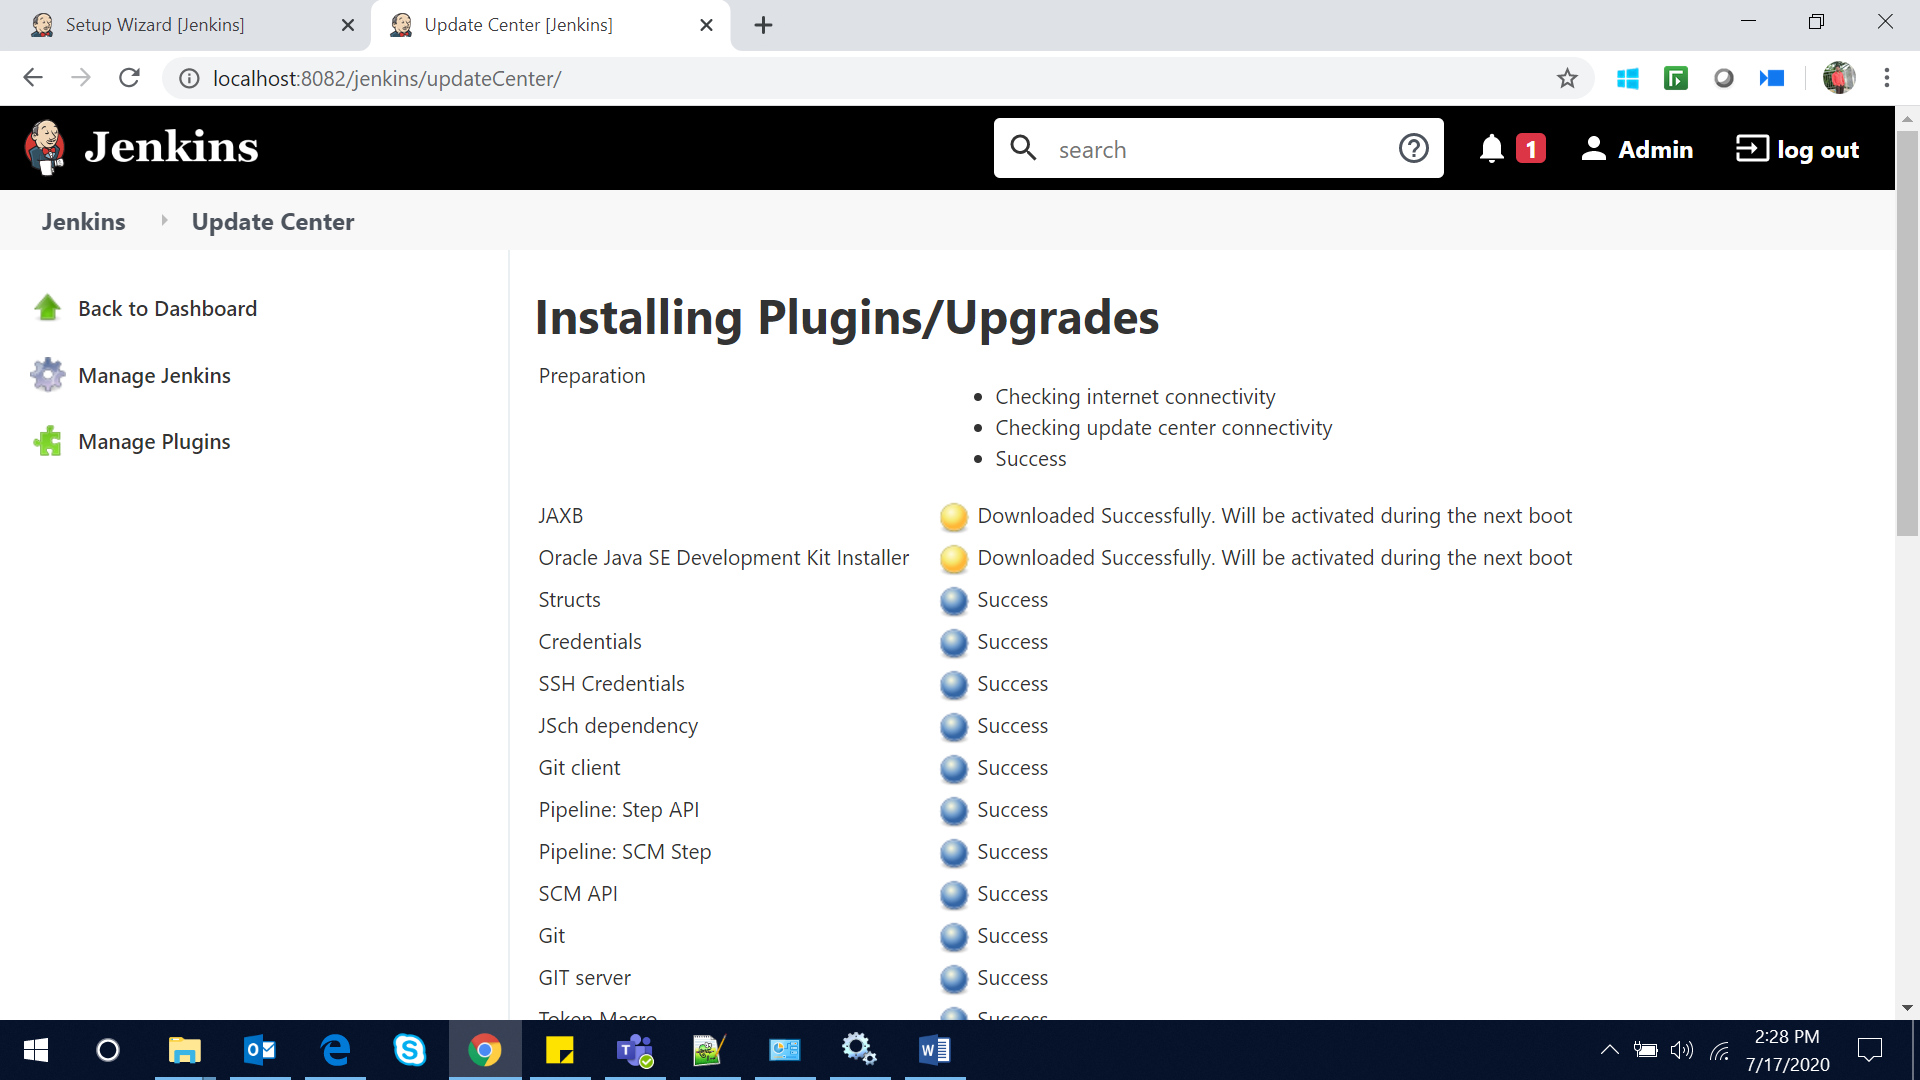 Setup Wizard [Jenkins]
Update Center [Jenkins]
localhost:8082/jenkins/updateCenter/
Jenkins
search
1
Admin
log out
Jenkins
Update Center
Back to Dashboard
Manage Jenkins
Manage Plugins
Installing Plugins/Upgrades
Preparation
• Checking internet connectivity
• Checking update center connectivity
• Success
JAXB Downloaded Successfully. Will be activated during the next boot
Oracle Java SE Development Kit Installer Downloaded Successfully. Will be activated during the next boot
Structs Success
Credentials Success
SSH Credentials Success
JSch dependency Success
Git client Success
Pipeline: Step API Success
Pipeline: SCM Step Success
SCM API Success
Git Success
GIT server Success
Token Macro Success
2:28 PM
7/17/2020